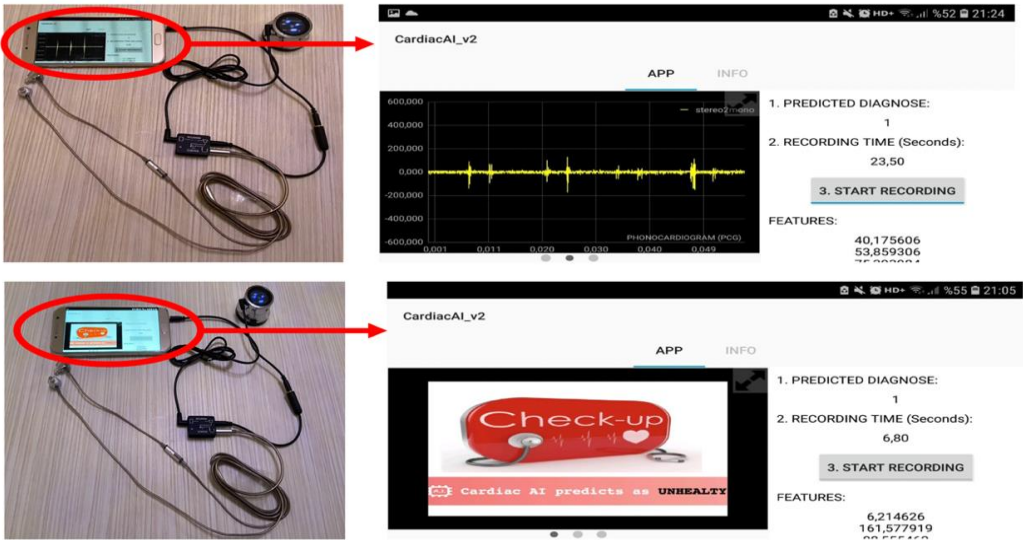 %52 21:24
CardiacAI_v2
APP INFO
600,000
stereo2mono
400,000
200,000
0,000
-200,000
-400,000
-600,000
PHONOCARDIOGRAM (PCG)
0,001 0,011 0,020 0,030 0,040 0,049
1. PREDICTED DIAGNOSE:
1
2. RECORDING TIME (Seconds):
23,50
3. START RECORDING
FEATURES:
40,175606
53,859306
HD+ %55 21:05
CardiacAI_v2
APP INFO
Check-up
Cardiac AI predicts as UNHEALTY
1. PREDICTED DIAGNOSE:
1
2. RECORDING TIME (Seconds):
6,80
3. START RECORDING
FEATURES:
6,214626
161,577919